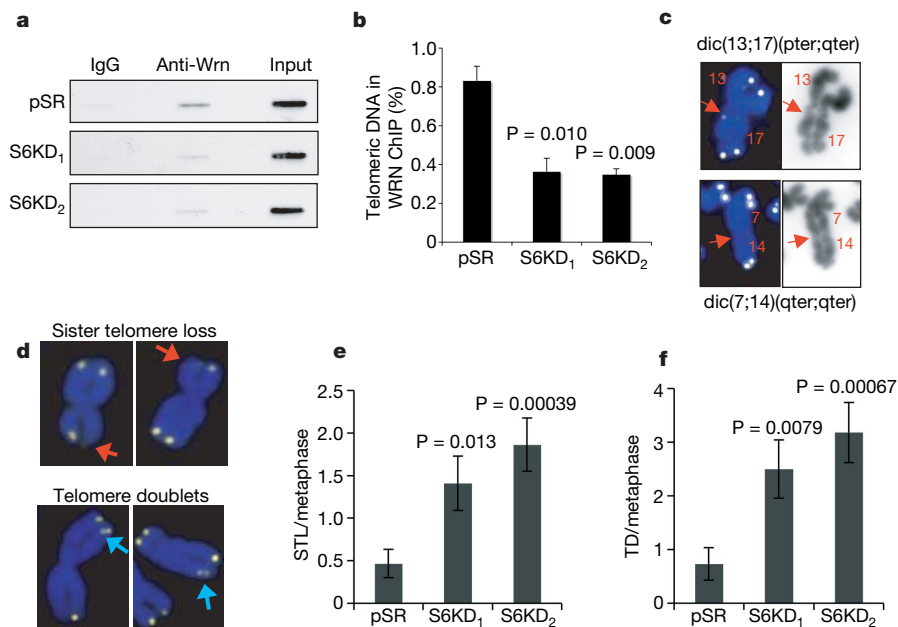 a
IgG Anti-Wrn Input
pSR
S6KD₁
S6KD₂
b
Telomeric DNA in
WRN ChIP (%)
1.0
0.8
0.6
0.4
0.2
0
P = 0.010
P = 0.009
pSR S6KD₁ S6KD₂
c
dic(13;17)(pter;qter)
13 13
17 17
7 7
14 14
dic(7;14)(qter;qter)
d
Sister telomere loss
Telomere doublets
e
STL/metaphase
2.5
2.0
1.5
1.0
0.5
0
P = 0.013
P = 0.00039
pSR S6KD₁ S6KD₂
f
TD/metaphase
4
3
2
1
0
P = 0.0079
P = 0.00067
pSR S6KD₁ S6KD₂